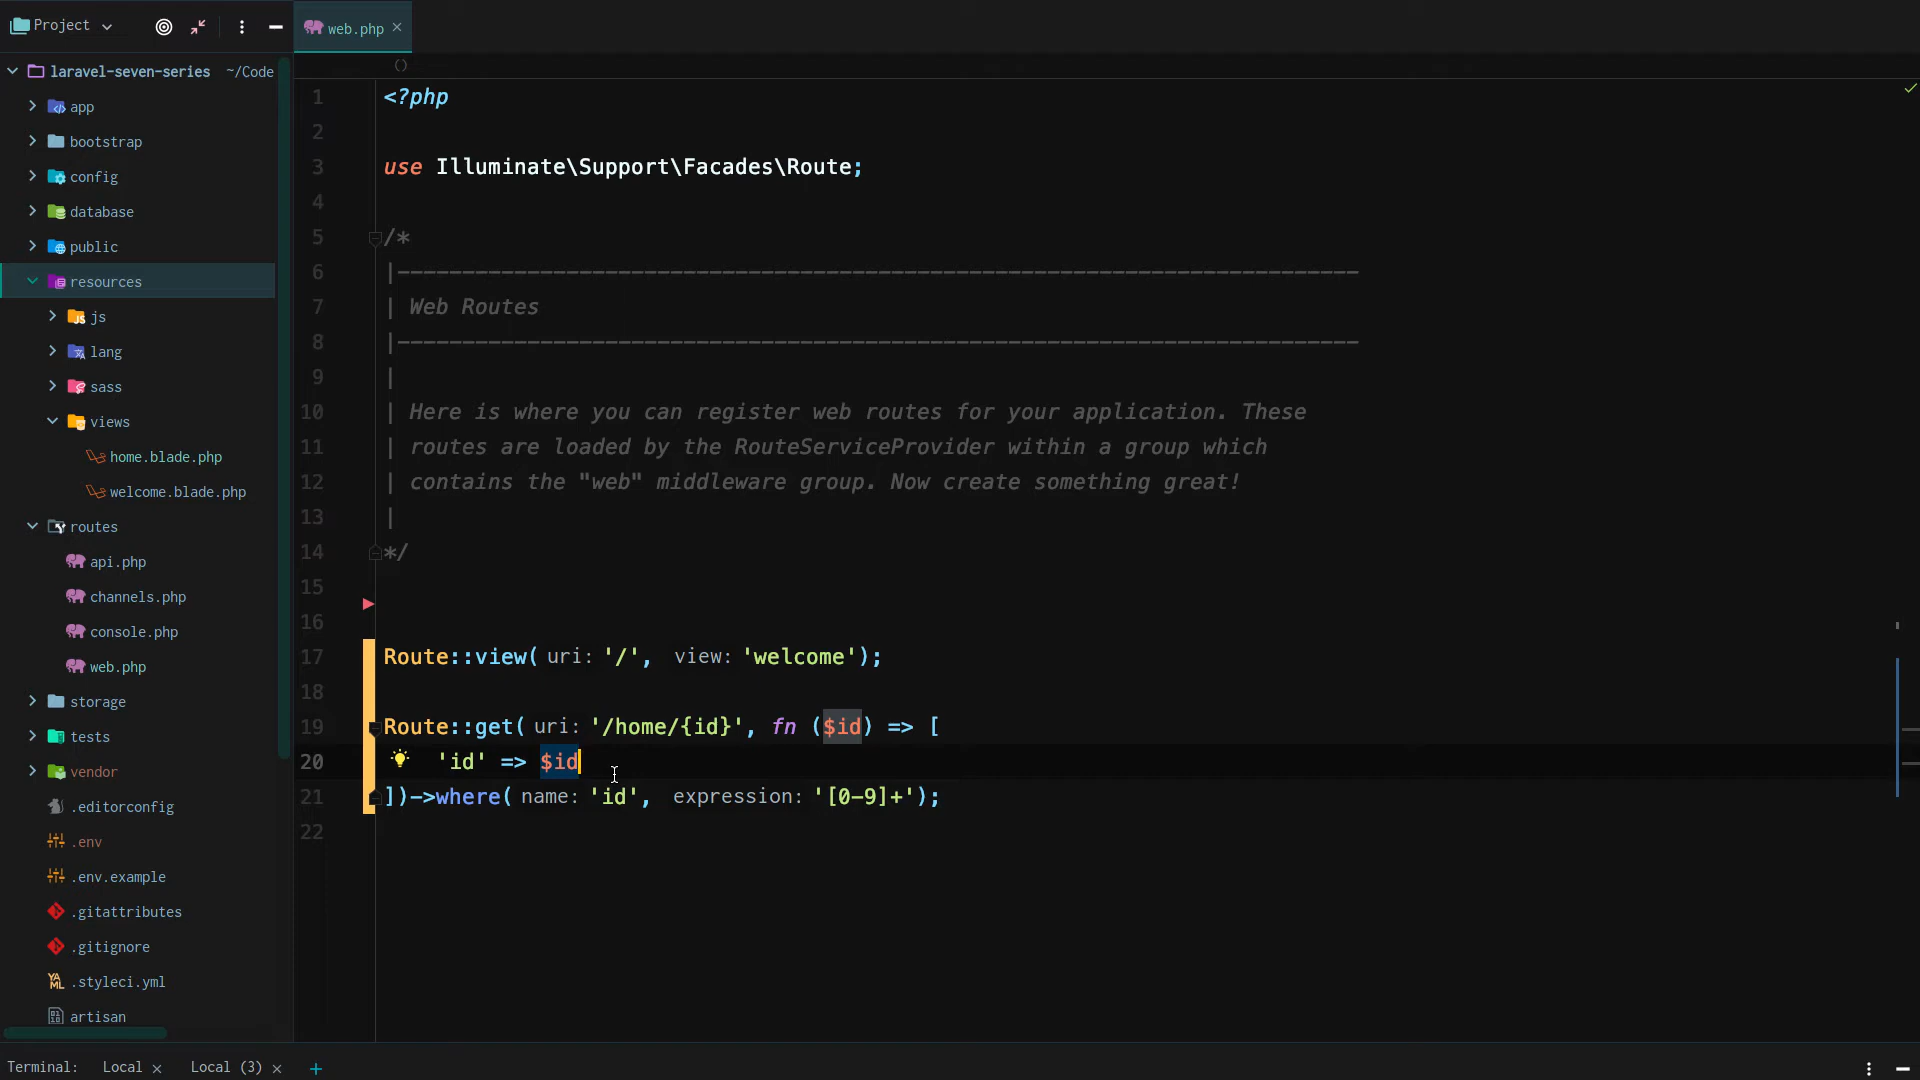 Project
web.php
laravel-seven-series ~/Code
app
bootstrap
config
database
public
resources
js
lang
sass
views
home.blade.php
welcome.blade.php
routes
api.php
channels.php
console.php
web.php
storage
tests
vendor
.editorconfig
.env
.env.example
.gitattributes
.gitignore
.styleci.yml
artisan
1 <?php
2
3 use Illuminate\Support\Facades\Route;
4
5 /*
6 |--------------------------------------------------------------------------
7 | Web Routes
8 |--------------------------------------------------------------------------
9 |
10 | Here is where you can register web routes for your application. These
11 | routes are loaded by the RouteServiceProvider within a group which
12 | contains the "web" middleware group. Now create something great!
13 |
14 */
15
16
17 Route::view( uri: '/', view: 'welcome');
18
19 Route::get( uri: '/home/{id}', fn ($id) => [
20 'id' => $id
21 ])->where( name: 'id', expression: '[0-9]+');
22
Terminal: Local Local (3)